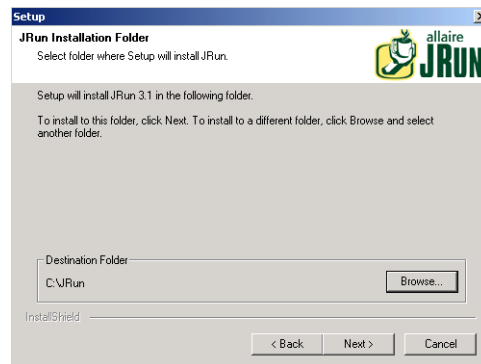 Setup
JRun Installation Folder
Select folder where Setup will install JRun.
allaire
JRUN
Setup will install JRun 3.1 in the following folder.
To install to this folder, click Next. To install to a different folder, click Browse and select
another folder.
Destination Folder
C:\JRun
Browse...
InstallShield
< Back
Next >
Cancel